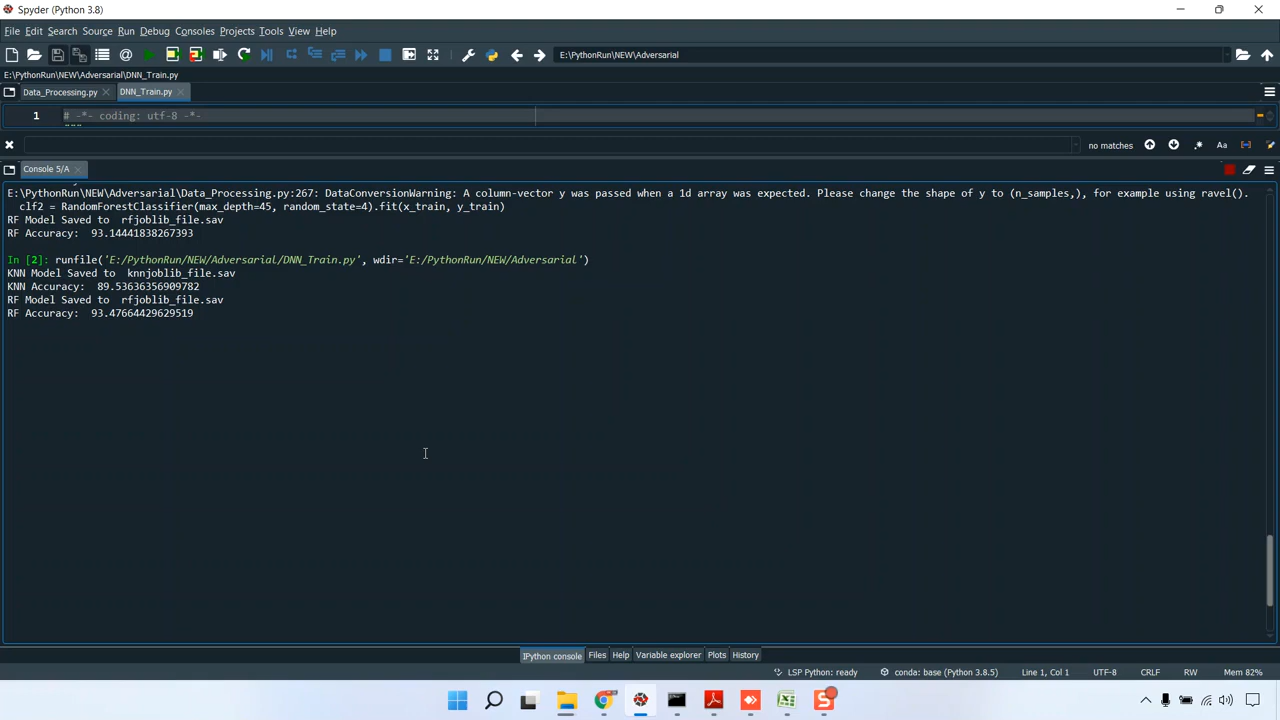 Spyder (Python 3.8)
File Edit Search Source Run Debug Consoles Projects Tools View Help
E:\PythonRun\NEW\Adversarial
E:\PythonRun\NEW\Adversarial\DNN_Train.py
Data_Processing.py DNN_Train.py
1 # -*- coding: utf-8 -*-
no matches
Aa
Console 5/A
E:\PythonRun\NEW\Adversarial\Data_Processing.py:267: DataConversionWarning: A column-vector y was passed when a 1d array was expected. Please change the shape of y to (n_samples,), for example using ravel().
clf2 = RandomForestClassifier(max_depth=45, random_state=4).fit(x_train, y_train)
RF Model Saved to rfjoblib_file.sav
RF Accuracy: 93.14441838267393
In [2]: runfile('E:/PythonRun/NEW/Adversarial/DNN_Train.py', wdir='E:/PythonRun/NEW/Adversarial')
KNN Model Saved to knnjoblib_file.sav
KNN Accuracy: 89.53636356909782
RF Model Saved to rfjoblib_file.sav
RF Accuracy: 93.47664429629519
IPython console Files Help Variable explorer Plots History
LSP Python: ready conda: base (Python 3.8.5) Line 1, Col 1 UTF-8 CRLF RW Mem 82%